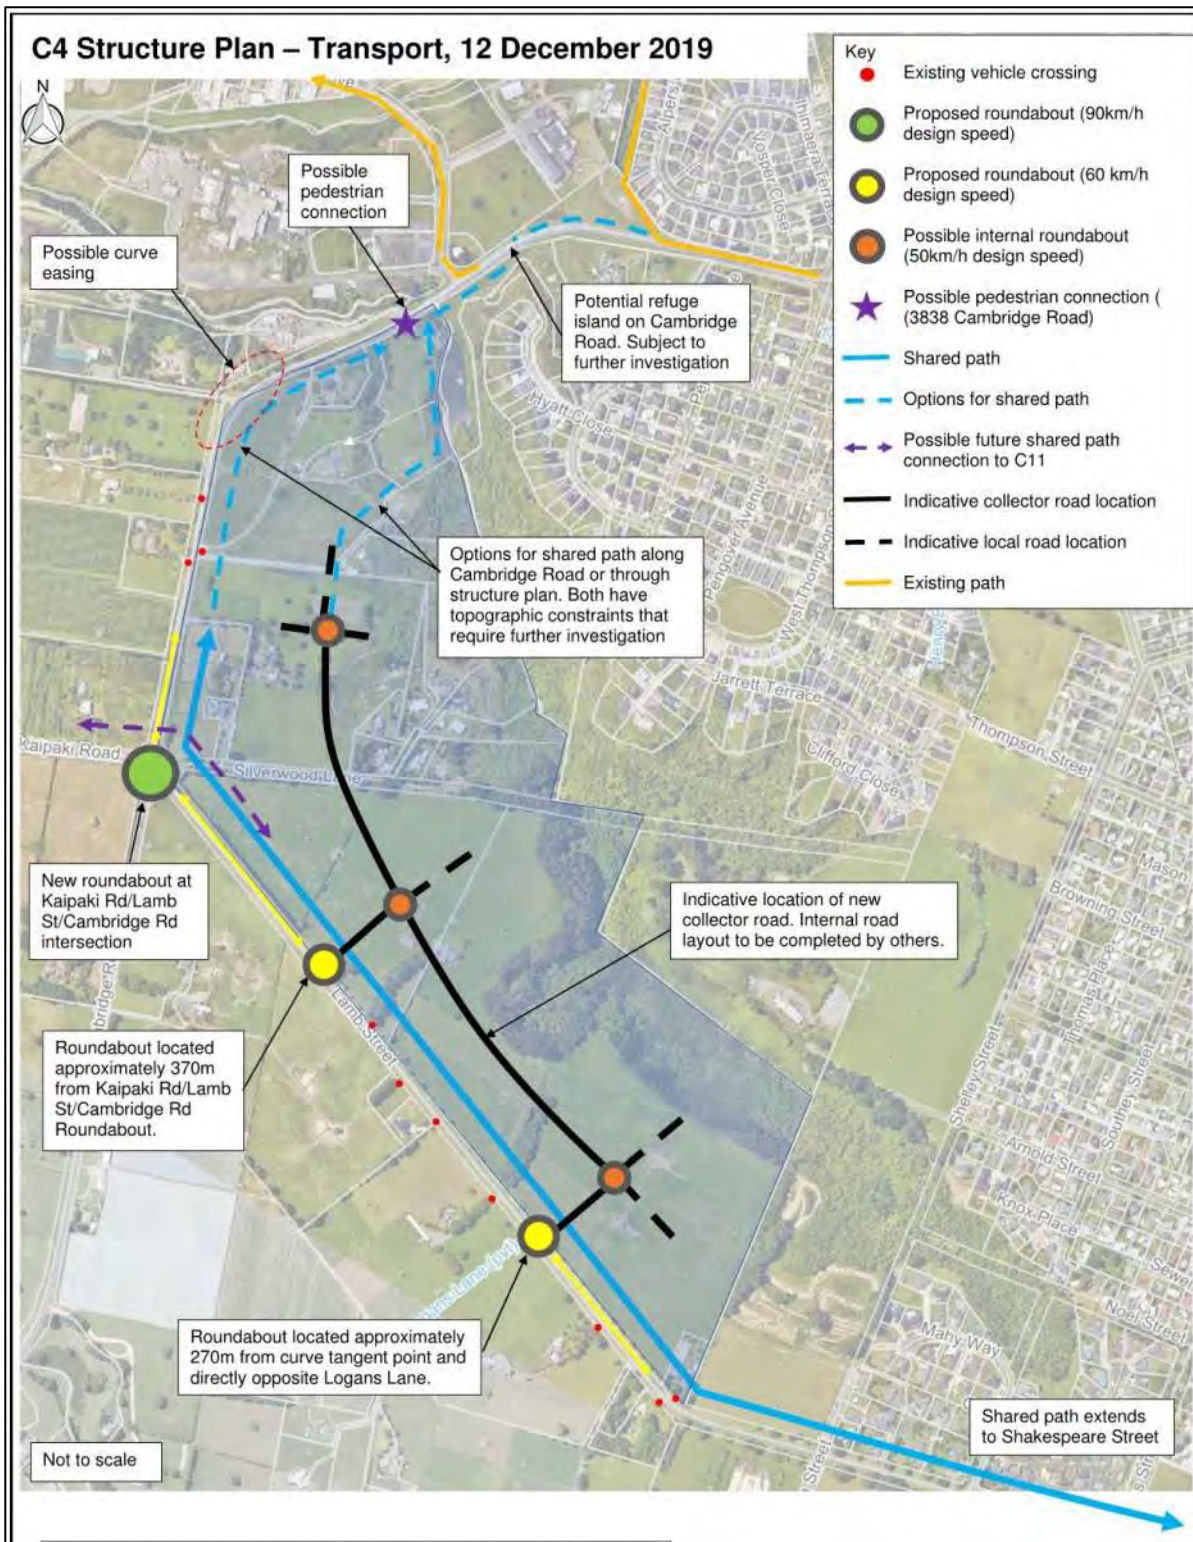 C4 Structure Plan – Transport, 12 December 2019
N
Key
Existing vehicle crossing
Proposed roundabout (90km/h
design speed)
Proposed roundabout (60 km/h
design speed)
Possible internal roundabout
(50km/h design speed)
Possible pedestrian connection (
(3838 Cambridge Road)
Shared path
Options for shared path
Possible future shared path
connection to C11
Indicative collector road location
Indicative local road location
Existing path
Possible
pedestrian
connection
Possible curve
easing
Potential refuge
island on Cambridge
Road. Subject to
further investigation
Vosper Close
Hyatt Close
Pengover Avenue
West Thompson
Options for shared path along
Cambridge Road or through
structure plan. Both have
topographic constraints that
require further investigation
Jarrett Terrace
Thompson Street
Clifford Close
Kaipaki Road
Silverwood Lane
Mason
Browning Street
Thomas Place
New roundabout at
Kaipaki Rd/Lamb
St/Cambridge Rd
intersection
Indicative location of new
collector road. Internal road
layout to be completed by others.
Lamb Street
Shelley Street
Southey Street
Arnold Street
Knox Place
Noel Street
Mahy Way
Roundabout located
approximately 370m
from Kaipaki Rd/Lamb
St/Cambridge Rd
Roundabout.
Roundabout located approximately
270m from curve tangent point and
directly opposite Logans Lane.
Shared path extends
to Shakespeare Street
Street
Not to scale